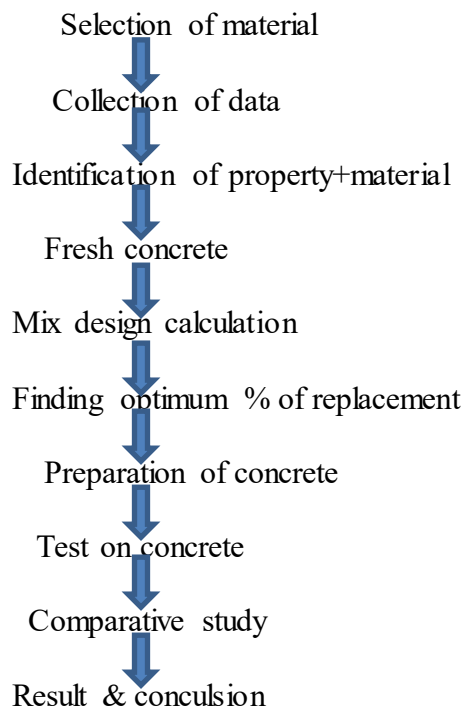 Selection of material
Collection of data
Identification of property+material
Fresh concrete
Mix design calculation
Finding optimum % of replacement
Preparation of concrete
Test on concrete
Comparative study
Result & conculsion